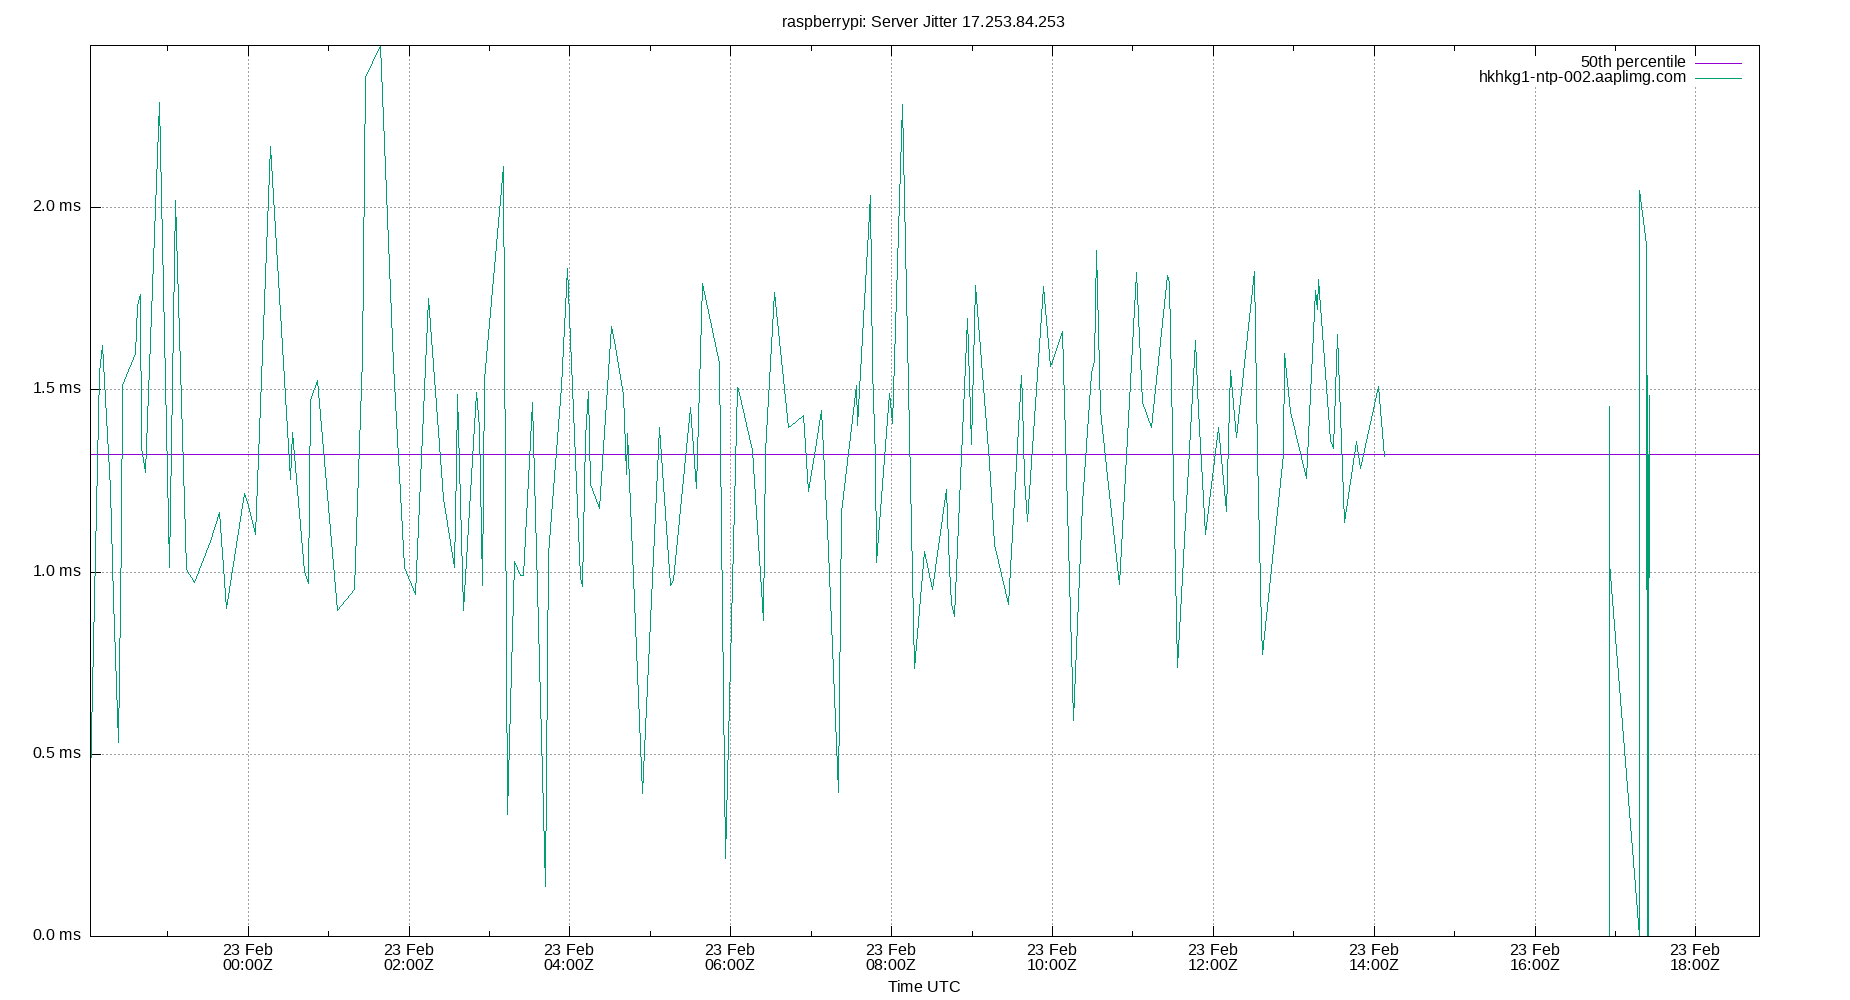 raspberrypi: Server Jitter 17.253.84.253
50th percentile
hkhkg1-ntp-002.aaplimg.com
2.0 ms
1.5 ms
1.0 ms
0.5 ms
0.0 ms
23 Feb 23 Feb 23 Feb 23 Feb 23 Feb 23 Feb 23 Feb 23 Feb 23 Feb 23 Feb
00:00Z 02:00Z 04:00Z 06:00Z 08:00Z 10:00Z 12:00Z 14:00Z 16:00Z 18:00Z
Time UTC